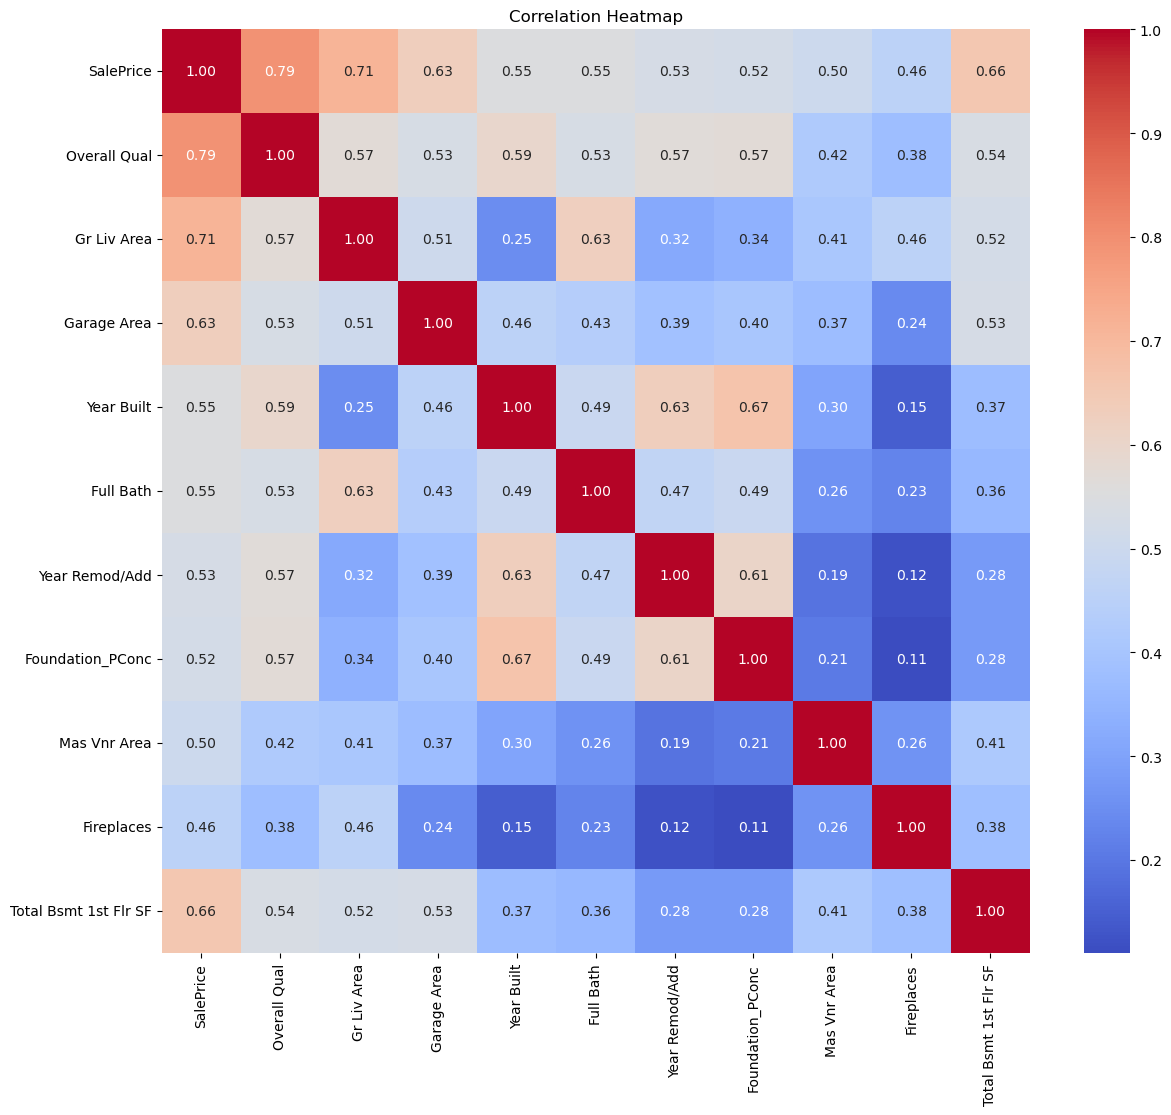 Correlation Heatmap
SalePrice 1.00 0.79 0.71 0.63 0.55 0.55 0.53 0.52 0.50 0.46 0.66
Overall Qual 0.79 1.00 0.57 0.53 0.59 0.53 0.57 0.57 0.42 0.38 0.54
Gr Liv Area 0.71 0.57 1.00 0.51 0.25 0.63 0.32 0.34 0.41 0.46 0.52
Garage Area 0.63 0.53 0.51 1.00 0.46 0.43 0.39 0.40 0.37 0.24 0.53
Year Built 0.55 0.59 0.25 0.46 1.00 0.49 0.63 0.67 0.30 0.15 0.37
Full Bath 0.55 0.53 0.63 0.43 0.49 1.00 0.47 0.49 0.26 0.23 0.36
Year Remod/Add 0.53 0.57 0.32 0.39 0.63 0.47 1.00 0.61 0.19 0.12 0.28
Foundation_PConc 0.52 0.57 0.34 0.40 0.67 0.49 0.61 1.00 0.21 0.11 0.28
Mas Vnr Area 0.50 0.42 0.41 0.37 0.30 0.26 0.19 0.21 1.00 0.26 0.41
Fireplaces 0.46 0.38 0.46 0.24 0.15 0.23 0.12 0.11 0.26 1.00 0.38
Total Bsmt 1st Flr SF 0.66 0.54 0.52 0.53 0.37 0.36 0.28 0.28 0.41 0.38 1.00
SalePrice
Overall Qual
Gr Liv Area
Garage Area
Year Built
Full Bath
Year Remod/Add
Foundation_PConc
Mas Vnr Area
Fireplaces
Total Bsmt 1st Flr SF
1.0
0.9
0.8
0.7
0.6
0.5
0.4
0.3
0.2